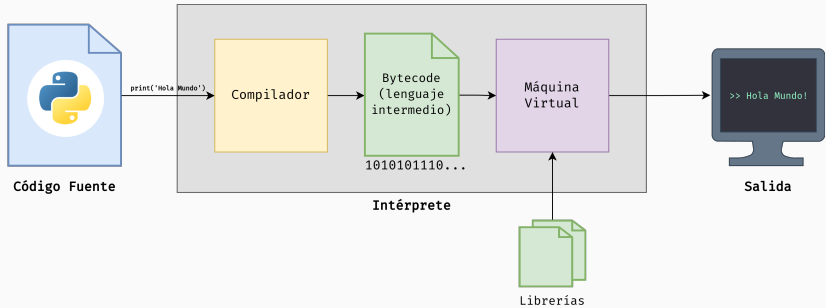 print('Hola Mundo')
Compilador
Bytecode
(lenguaje
intermedio)
1010101110...
Máquina
Virtual
>> Hola Mundo!
Código Fuente
Intérprete
Salida
Librerías